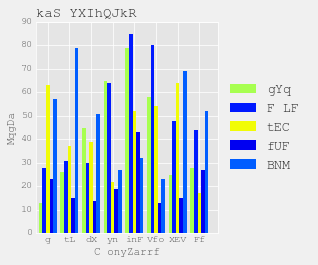 kaS YXIhQJkR
90
80
70
60
50
40
30
20
10
0
MqgDa
g tL dX yn inF Vfo XEV Ff
C onyZarrf
gYq
F LF
tEC
fUF
BNM